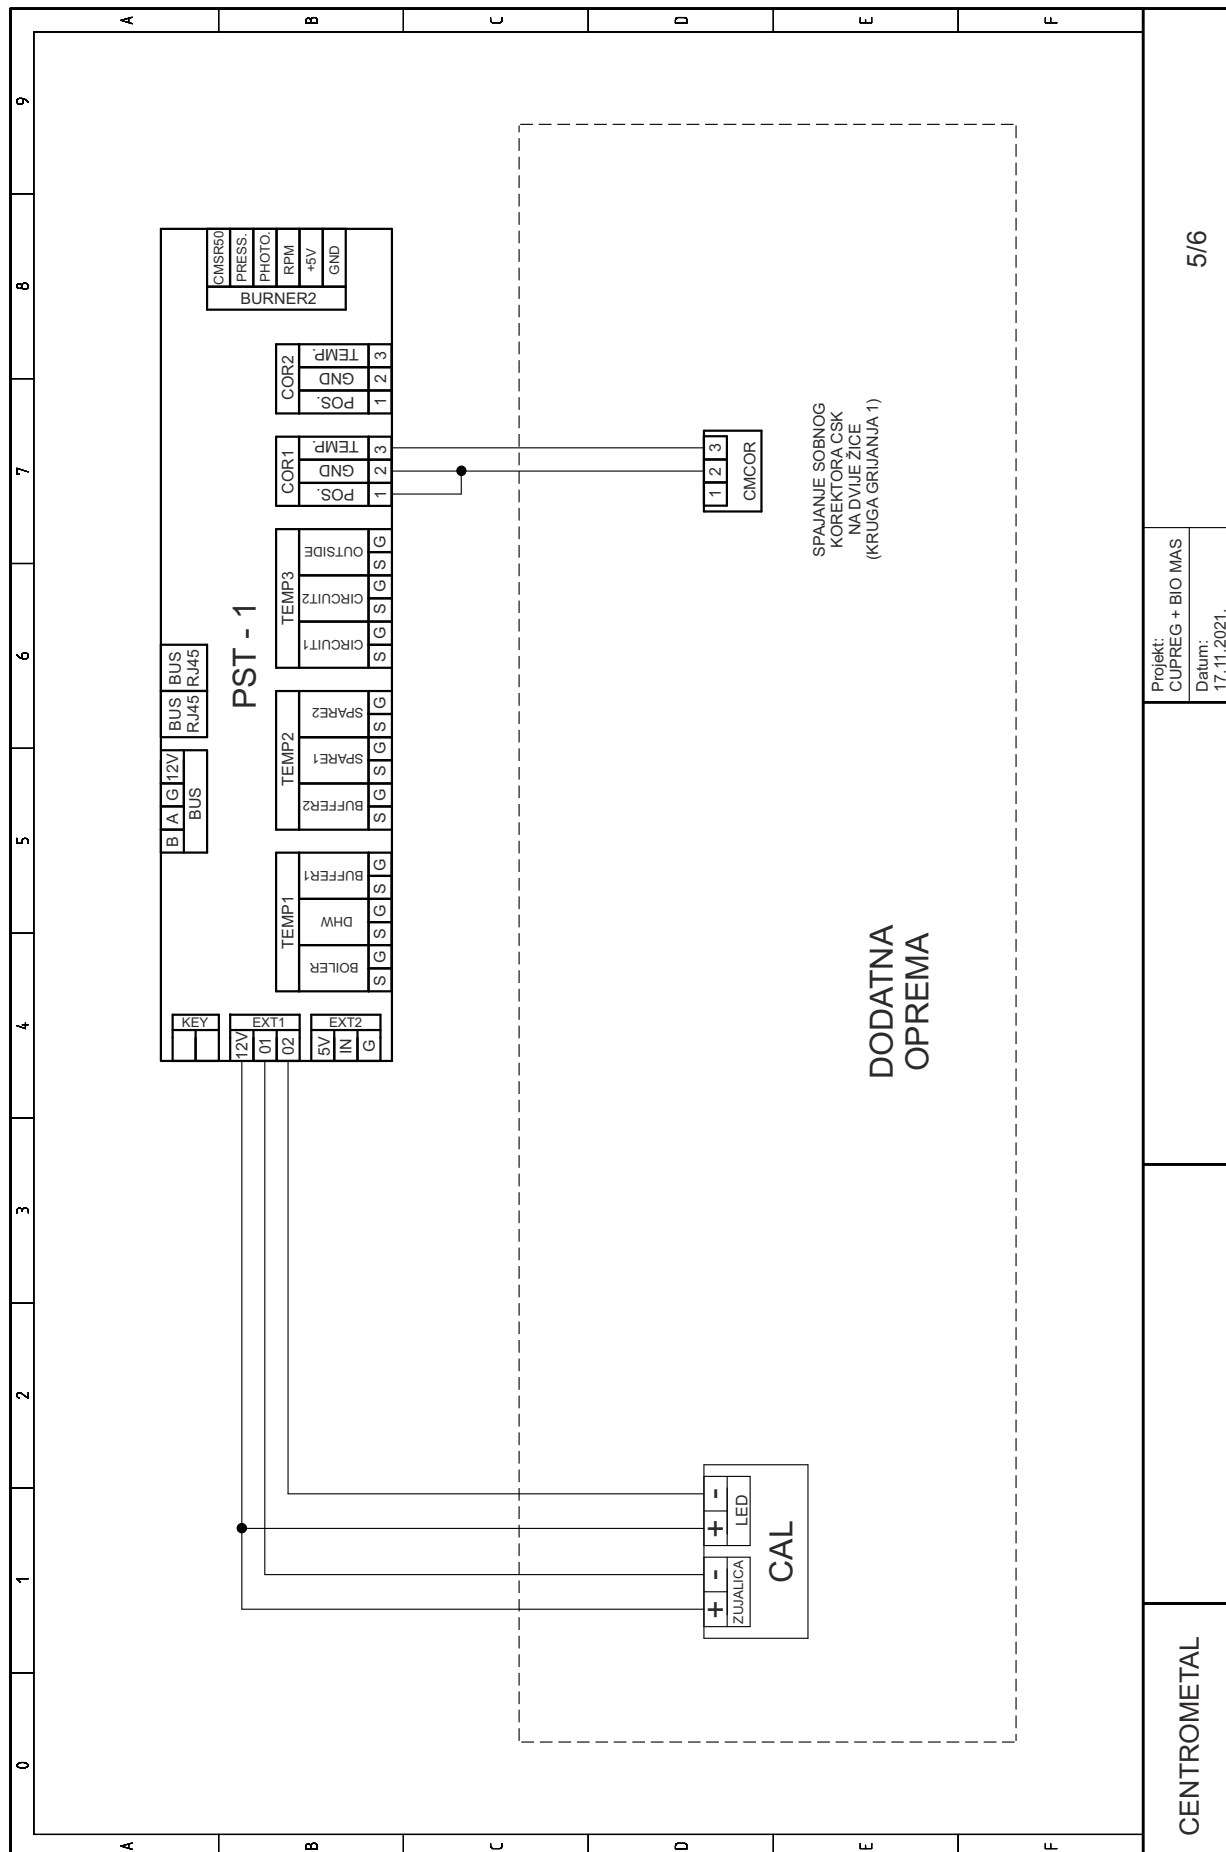 0 1 2 3 4 5 6 7 8 9
A
B
C
D
E
F
A
B
C
D
E
F
B A G 12V
BUS
BUS
RJ45
BUS
RJ45
PST - 1
KEY
EXT1
12V
01
02
EXT2
5V
IN
G
TEMP1
BOILER DHW BUFFER1
S G S G S G
TEMP2
BUFFER2 SPARE1 SPARE2
S G S G S G
TEMP3
CIRCUIT1 CIRCUIT2 OUTSIDE
S G S G S G
COR1
POS. GND TEMP.
1 2 3
COR2
POS. GND TEMP.
1 2 3
BURNER2
CMSR50
PRESS.
PHOTO.
RPM
+5V
GND
+ - + -
ZUJALICA LED
CAL
1 2 3
CMCOR
SPAJANJE SOBNOG
KOREKTORA CSK
NA DVIJE ŽICE
(KRUGA GRIJANJA 1)
DODATNA
OPREMA
CENTROMETAL
Projekt:
CUPREG + BIO MAS
Datum:
17.11.2021.
5/6